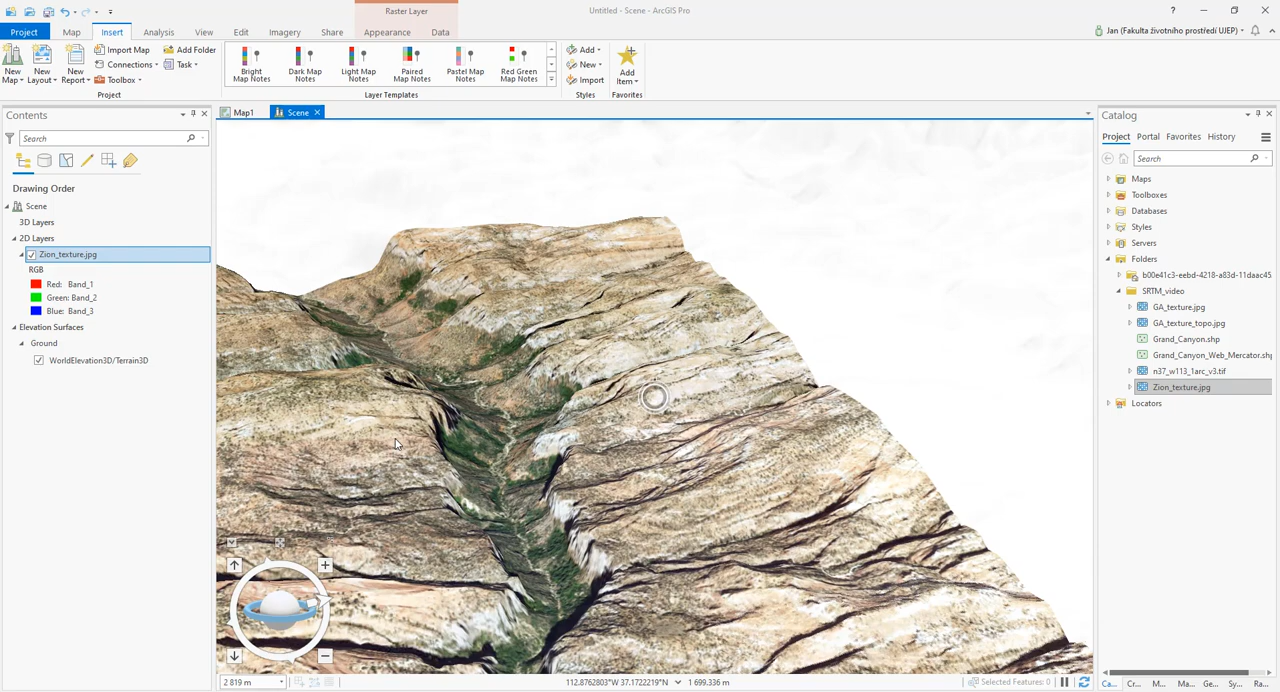 Raster Layer
Untitled - Scene - ArcGIS Pro
?
Project Map Insert Analysis View Edit Imagery Share Appearance Data
Jan (Fakulta životního prostředí UJEP)
New Map
New Layout
New Report
Import Map
Connections
Toolbox
Add Folder
Task
Project
Bright Map Notes
Dark Map Notes
Light Map Notes
Paired Map Notes
Pastel Map Notes
Red Green Map Notes
Layer Templates
Add
New
Import
Styles
Add Item
Favorites
Contents
Search
Drawing Order
Scene
3D Layers
2D Layers
Zion_texture.jpg
RGB
Red: Band_1
Green: Band_2
Blue: Band_3
Elevation Surfaces
Ground
WorldElevation3D/Terrain3D
Map1
Scene
2 819 m
112.8762803°W 37.1722219°N
1 699.336 m
Selected Features: 0
Catalog
Project Portal Favorites History
Search
Maps
Toolboxes
Databases
Styles
Servers
Folders
b00e41c3-eebd-4218-a83d-11daac45
SRTM_video
GA_texture.jpg
GA_texture_topo.jpg
Grand_Canyon.shp
Grand_Canyon_Web_Mercator.shp
n37_w113_1arc_v3.tif
Zion_texture.jpg
Locators
Ca... Cr... M... Ma... Ge... Sy... Ra...